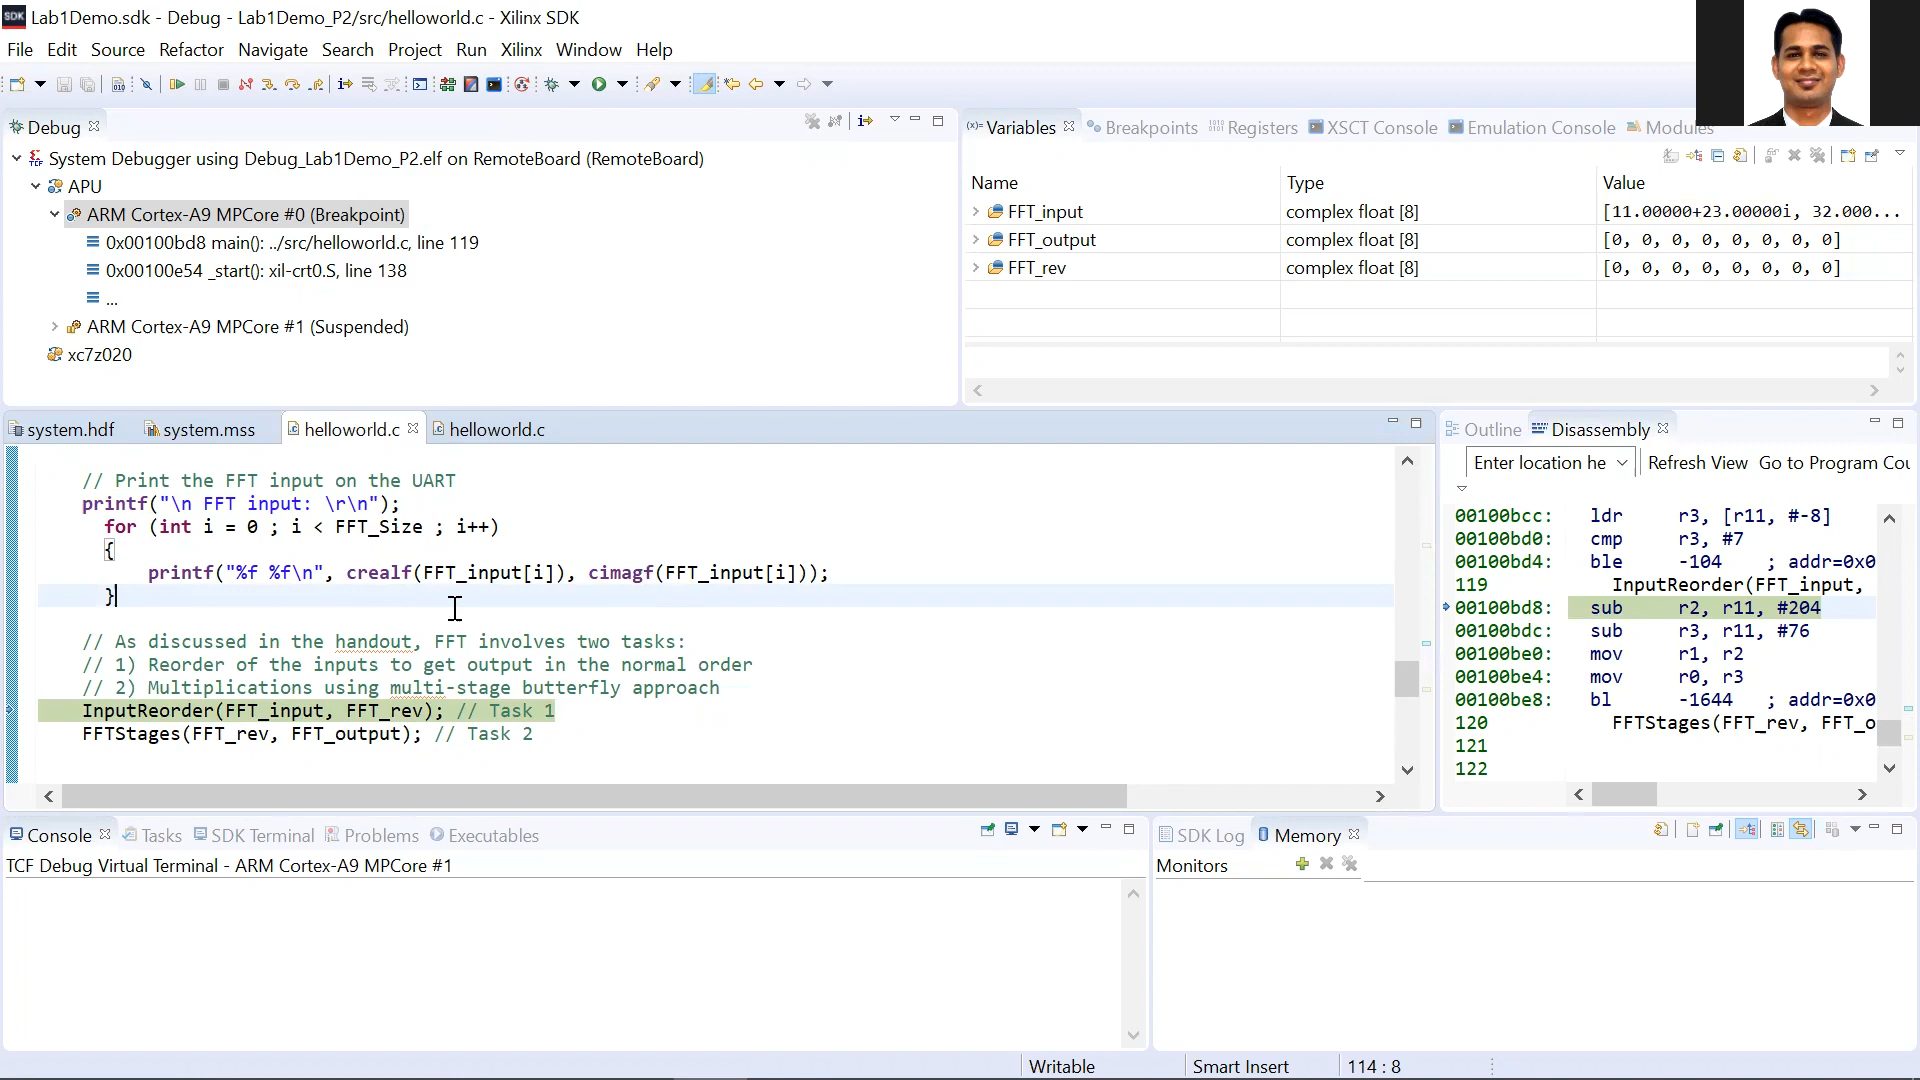 SDK Lab1Demo.sdk - Debug - Lab1Demo_P2/src/helloworld.c - Xilinx SDK
File Edit Source Refactor Navigate Search Project Run Xilinx Window Help
Debug
System Debugger using Debug_Lab1Demo_P2.elf on RemoteBoard (RemoteBoard)
APU
ARM Cortex-A9 MPCore #0 (Breakpoint)
0x00100bd8 main(): ../src/helloworld.c, line 119
0x00100e54 _start(): xil-crt0.S, line 138
...
ARM Cortex-A9 MPCore #1 (Suspended)
xc7z020
(x)= Variables Breakpoints Registers XSCT Console Emulation Console Modules
Name Type Value
FFT_input complex float [8] [11.00000+23.00000i, 32.000...
FFT_output complex float [8] [0, 0, 0, 0, 0, 0, 0, 0]
FFT_rev complex float [8] [0, 0, 0, 0, 0, 0, 0, 0]
system.hdf system.mss helloworld.c helloworld.c
// Print the FFT input on the UART
printf("\n FFT input: \r\n");
for (int i = 0 ; i < FFT_Size ; i++)
{
printf("%f %f\n", crealf(FFT_input[i]), cimagf(FFT_input[i]));
}
// As discussed in the handout, FFT involves two tasks:
// 1) Reorder of the inputs to get output in the normal order
// 2) Multiplications using multi-stage butterfly approach
InputReorder(FFT_input, FFT_rev); // Task 1
FFTStages(FFT_rev, FFT_output); // Task 2
Outline Disassembly
Enter location he Refresh View Go to Program Cou
00100bcc: ldr r3, [r11, #-8]
00100bd0: cmp r3, #7
00100bd4: ble -104 ; addr=0x0
119 InputReorder(FFT_input,
00100bd8: sub r2, r11, #204
00100bdc: sub r3, r11, #76
00100be0: mov r1, r2
00100be4: mov r0, r3
00100be8: bl -1644 ; addr=0x0
120 FFTStages(FFT_rev, FFT_o
121
122
Console Tasks SDK Terminal Problems Executables
TCF Debug Virtual Terminal - ARM Cortex-A9 MPCore #1
SDK Log Memory
Monitors
Writable Smart Insert 114 : 8